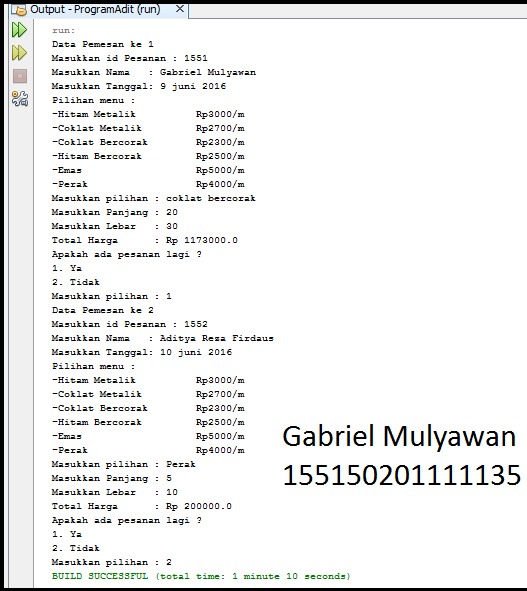 Output - ProgramAdit (run)
run:
Data Pemesan ke 1
Masukkan id Pesanan : 1551
Masukkan Nama   : Gabriel Mulyawan
Masukkan Tanggal: 9 juni 2016
Pilihan menu :
-Hitam Metalik          Rp3000/m
-Coklat Metalik         Rp2700/m
-Coklat Bercorak        Rp2300/m
-Hitam Bercorak         Rp2500/m
-Emas                   Rp5000/m
-Perak                  Rp4000/m
Masukkan pilihan : coklat bercorak
Masukkan Panjang : 20
Masukkan Lebar   : 30
Total Harga      : Rp 1173000.0
Apakah ada pesanan lagi ?
1. Ya
2. Tidak
Masukkan pilihan : 1
Data Pemesan ke 2
Masukkan id Pesanan : 1552
Masukkan Nama   : Aditya Reza Firdaus
Masukkan Tanggal: 10 juni 2016
Pilihan menu :
-Hitam Metalik          Rp3000/m
-Coklat Metalik         Rp2700/m
-Coklat Bercorak        Rp2300/m
-Hitam Bercorak         Rp2500/m
-Emas                   Rp5000/m
-Perak                  Rp4000/m
Masukkan pilihan : Perak
Masukkan Panjang : 5
Masukkan Lebar   : 10
Total Harga      : Rp 200000.0
Apakah ada pesanan lagi ?
1. Ya
2. Tidak
Masukkan pilihan : 2
BUILD SUCCESSFUL (total time: 1 minute 10 seconds)
Gabriel Mulyawan
155150201111135